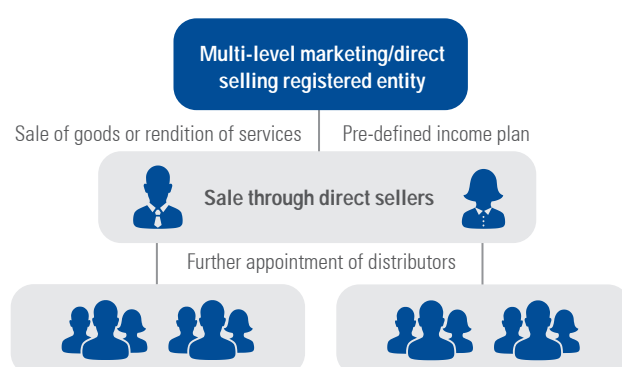 Multi-level marketing/direct
selling registered entity
Sale of goods or rendition of services
Pre-defined income plan
Sale through direct sellers
Further appointment of distributors